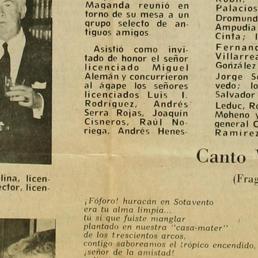 Maganda reunió en
torno de su mesa a un
grupo selecto de an-
tiguos amigos
Asistió como invi-
tado de honor el señor
licenciado Miguel
Alemán y concurrieron
al ágape los señores
licenciados Luis I.
Rodríguez, Andrés
Serra Rojas, Joaquín
Cisneros, Raúl No-
riega, Andrés Henes-
Palacios
Dromund
Ampudia
Cinta;
Fernand
Villarrea
González
Jorge S
vedo; lo
Salvador
Leduc, Ro
Moheno V
general C
Ramírez
lina, licen-
ector, licen-
Canto
(Frag
¡Fóforo! huracán en Sotavento
era tu alma limpia...
tú sí que fuiste manglar
plantado en nuestra "casa-mater"
de los trescientos arcos,
contigo saboreamos el trópico encendido,
¡señor de la amistad!